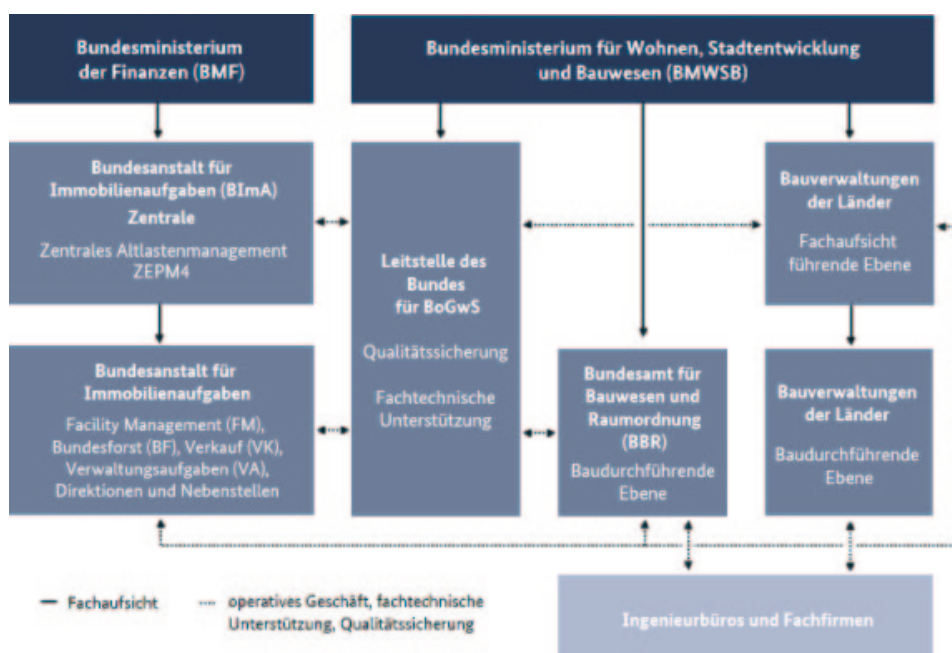 Bundesministerium
der Finanzen (BMF)
Bundesministerium für Wohnen, Stadtentwicklung
und Bauwesen (BMWSB)
Bundesanstalt für
Immobilienaufgaben (BImA)
Zentrale
Zentrales Altlastenmanagement
ZEPM4
Leitstelle des
Bundes
für BoGwS
Qualitätssicherung
Fachtechnische
Unterstützung
Bauverwaltungen
der Länder
Fachaufsicht
führende Ebene
Bundesanstalt für
Immobilienaufgaben
Facility Management (FM),
Bundesforst (BF), Verkauf (VK),
Verwaltungsaufgaben (VA),
Direktionen und Nebenstellen
Bundesamt für
Bauwesen und
Raumordnung
(BBR)
Baudurchführende
Ebene
Bauverwaltungen
der Länder
Baudurchführende
Ebene
Fachaufsicht
operatives Geschäft, fachtechnische
Unterstützung, Qualitätssicherung
Ingenieurbüros und Fachfirmen